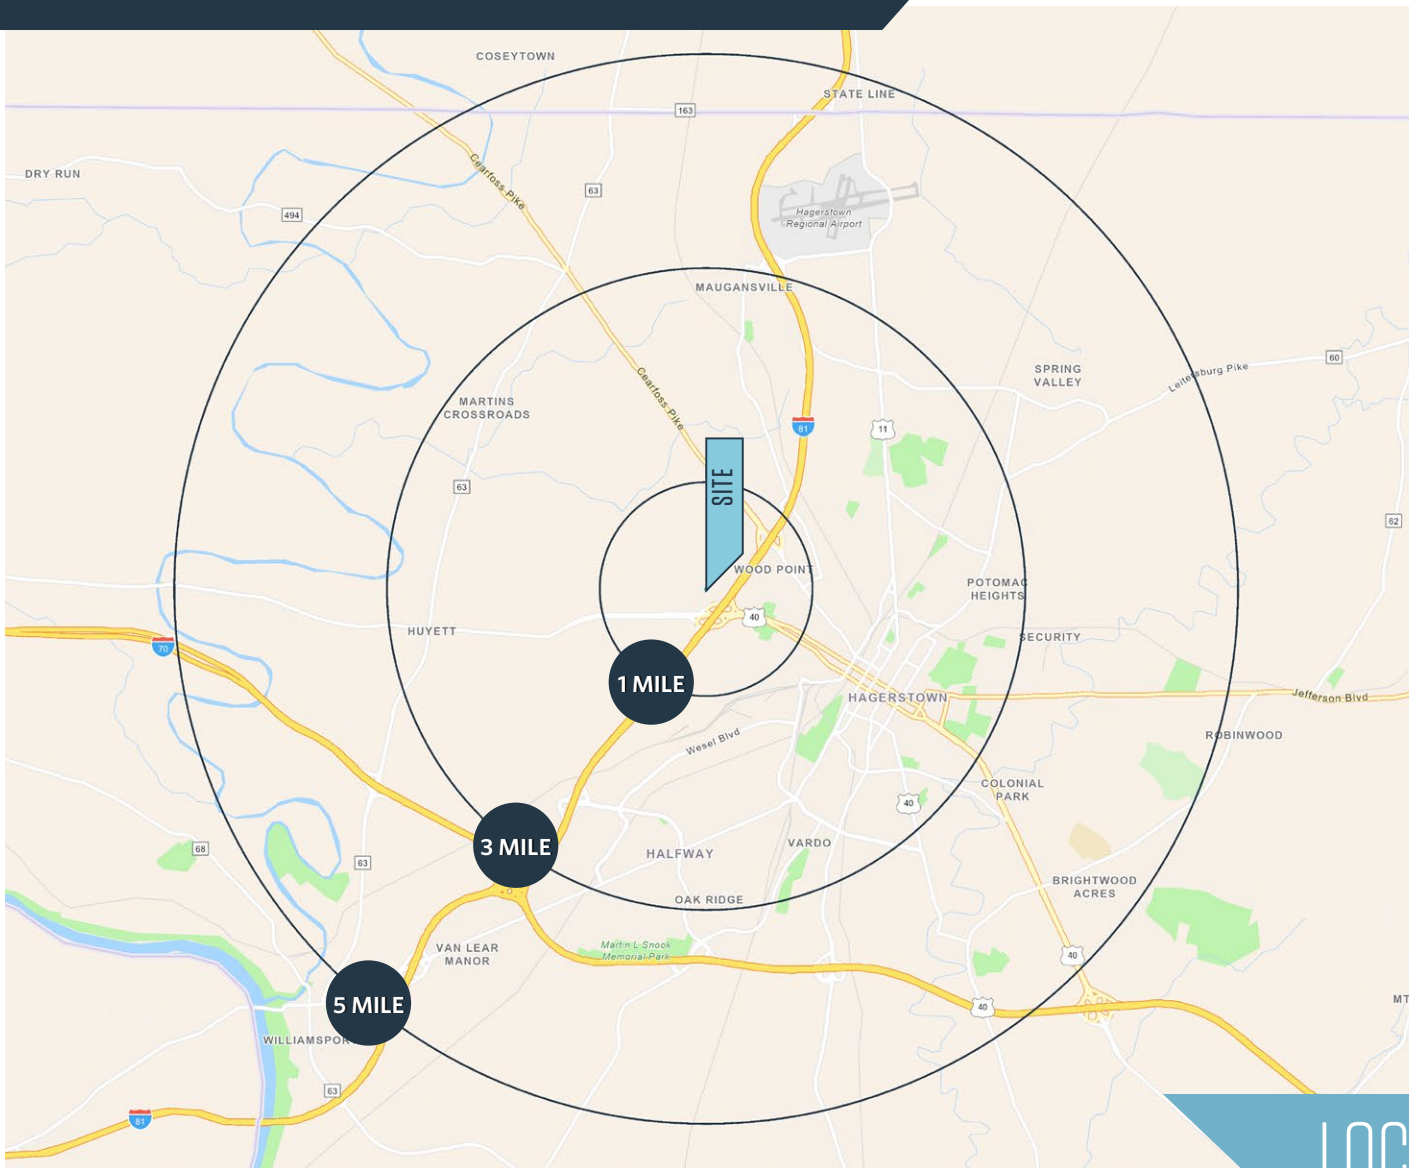 COSEYTOWN
STATE LINE
163
DRY RUN
Cearfoss Pike
63
494
Hagerstown
Regional Airport
MAUGANSVILLE
60
Leitersburg Pike
SPRING
VALLEY
Cearfoss Pike
MARTINS
CROSSROADS
81
11
SITE
63
62
WOOD POINT
POTOMAC
HEIGHTS
40
HUYETT
SECURITY
70
1 MILE
HAGERSTOWN
Jefferson Blvd
Wesel Blvd
ROBINWOOD
COLONIAL
PARK
40
3 MILE
68
63
HALFWAY
VARDO
BRIGHTWOOD
ACRES
OAK RIDGE
VAN LEAR
MANOR
Martin L Snook
Memorial Park
40
5 MILE
40
MT
WILLIAMSPOR
63
81
LOC